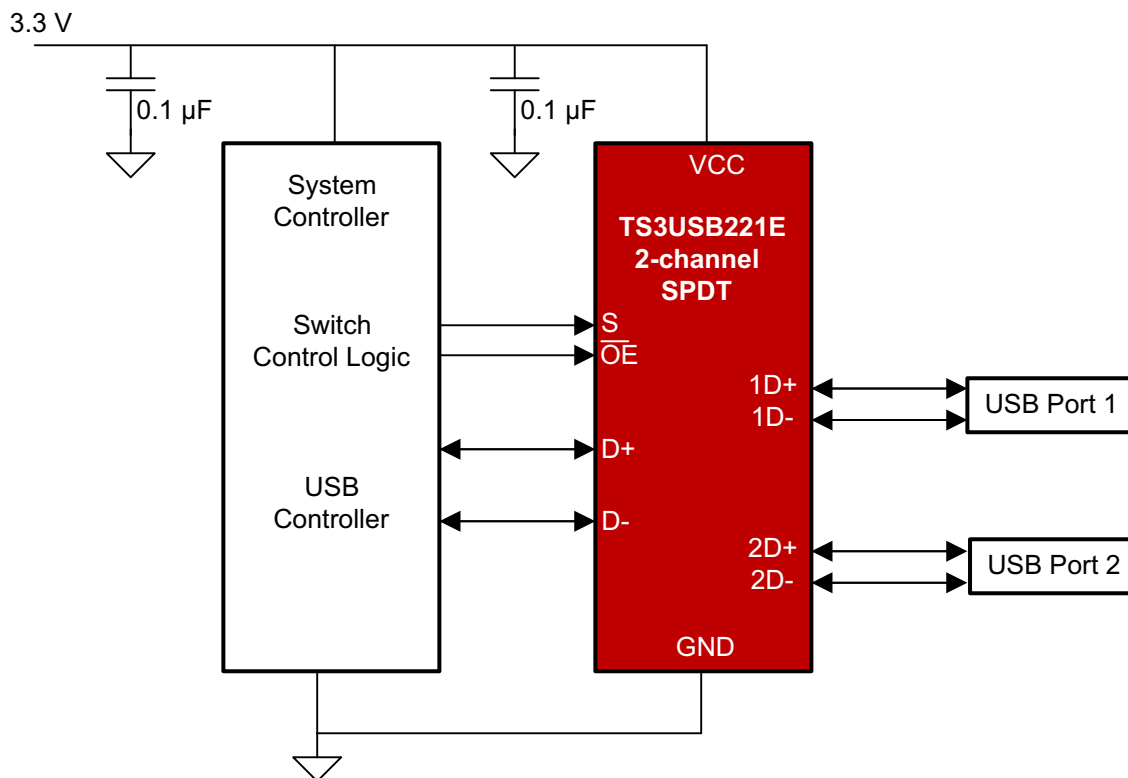 3.3 V
0.1 µF
0.1 µF
System
Controller
Switch
Control Logic
USB
Controller
VCC
TS3USB221E
2-channel
SPDT
S
OE
D+
D-
1D+
1D-
2D+
2D-
GND
USB Port 1
USB Port 2